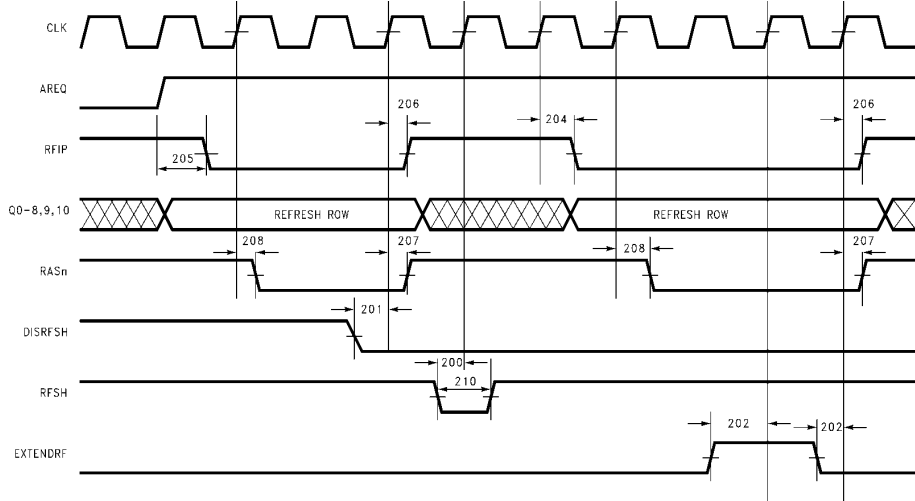 CLK
AREQ
206 206
204
RFIP
205
Q0-8,9,10 REFRESH ROW REFRESH ROW
208 207 208 207
RASn
201
DISRFSH
200
210
RFSH
202 202
EXTENDRF